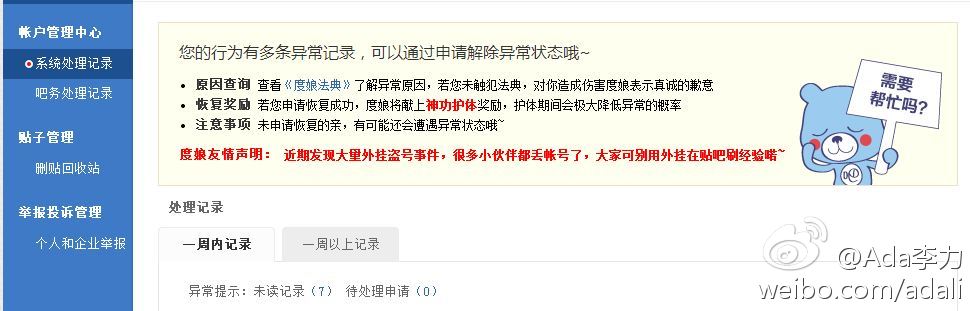 帐户管理中心
系统处理记录
吧务处理记录
贴子管理
删贴回收站
举报投诉管理
个人和企业举报
您的行为有多条异常记录，可以通过申请解除异常状态哦~
• 原因查询 查看《度娘法典》了解异常原因，若您未触犯法典，对你造成伤害度娘表示真诚的歉意
• 恢复奖励 若您申请恢复成功，度娘将献上神功护体奖励，护体期间会极大降低异常的概率
• 注意事项 未申请恢复的亲，有可能还会遭遇异常状态哦~
度娘友情声明： 近期发现大量外挂盗号事件，很多小伙伴都丢帐号了，大家可别用外挂在贴吧刷经验喏~
需要
帮忙吗?
处理记录
一周内记录 一周以上记录
异常提示：未读记录（7） 待处理申请（0）
@Ada李力
weibo.com/adali